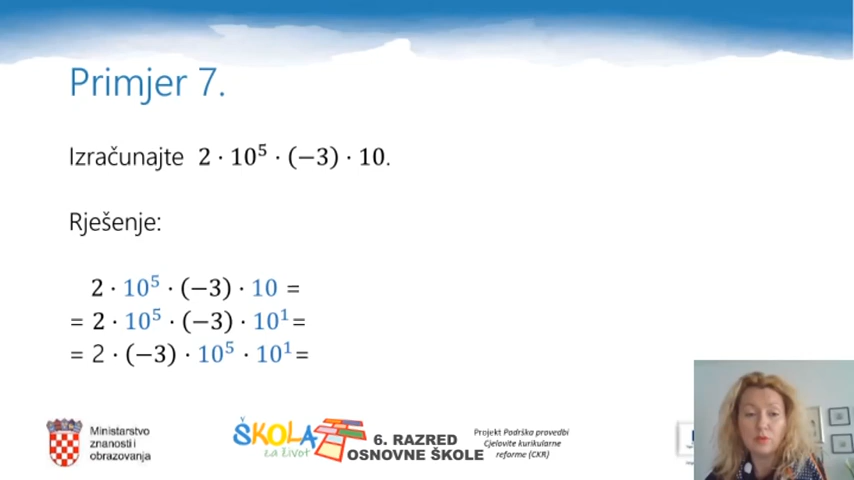 Primjer 7.
Izračunajte 2 · 10⁵ · (−3) · 10.
Rješenje:
2 · 10⁵ · (−3) · 10 =
= 2 · 10⁵ · (−3) · 10¹ =
= 2 · (−3) · 10⁵ · 10¹ =
Ministarstvo
znanosti i
obrazovanja
ŠKOLA
za život
6. RAZRED
OSNOVNE ŠKOLE
Projekt Podrška provedbi
Cjelovite kurikularne
reforme (CKR)